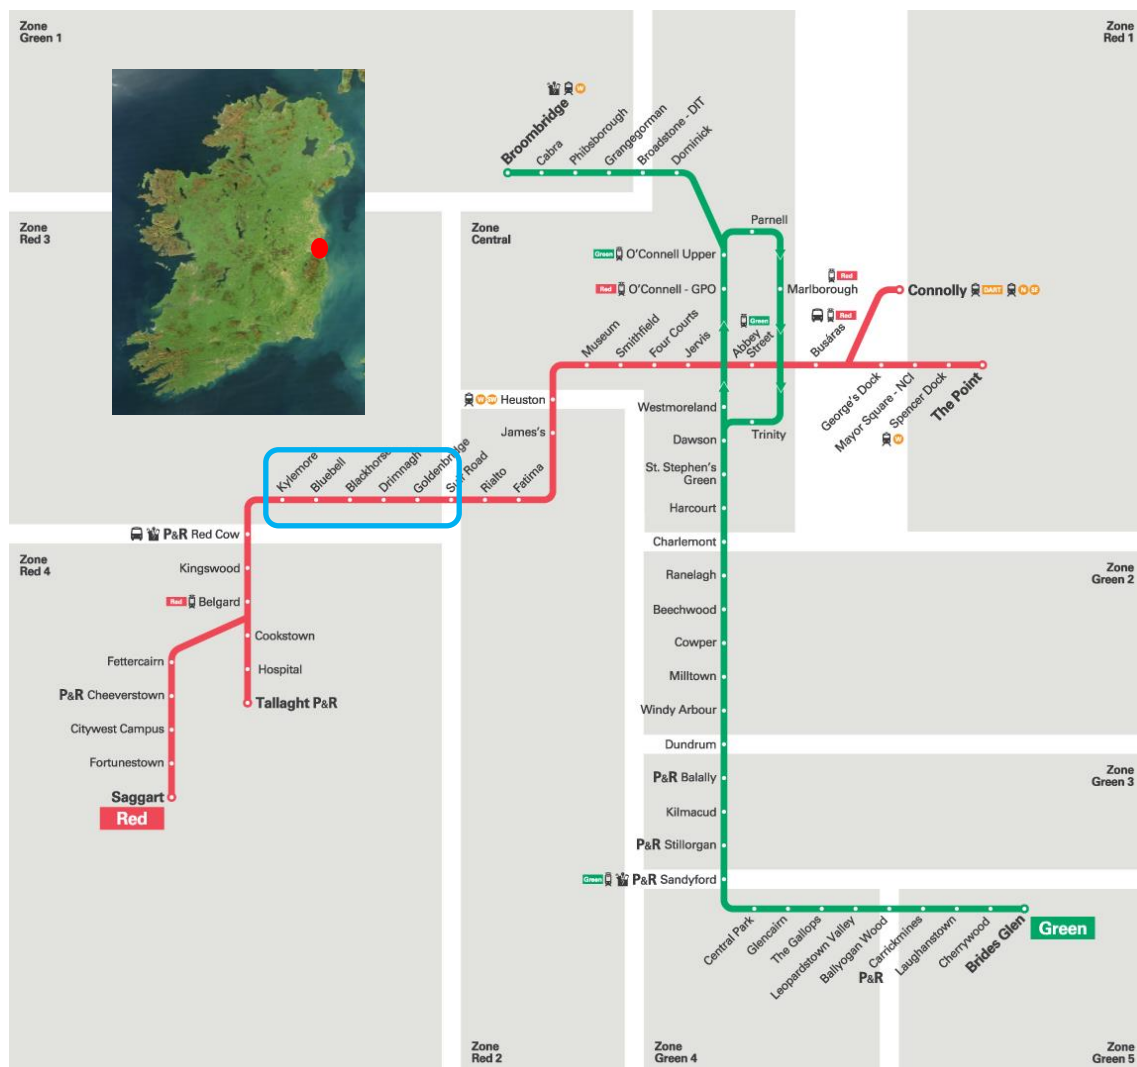 Zone
Green 1
Zone
Red 1
Broombridge
Cabra
Phibsborough
Grangegorman
Broadstone - DIT
Dominick
Zone
Red 3
Zone
Central
Parnell
Green O'Connell Upper
Red O'Connell - GPO
Marlborough
Red
Connolly DART N SE
Green
Red
Museum
Smithfield
Four Courts
Jervis
Abbey
Street
Busáras
George's Dock
Mayor Square - NCI
Spencer Dock
The Point
W
W SW Heuston
James's
Westmoreland
Trinity
Dawson
St. Stephen's
Green
Harcourt
Charlemont
Kylemore
Bluebell
Blackhorse
Drimnagh
Goldenbridge
Suir Road
Rialto
Fatima
P&R Red Cow
Zone
Red 4
Kingswood
Red Belgard
Cookstown
Hospital
Tallaght P&R
Fettercairn
P&R Cheeverstown
Citywest Campus
Fortunestown
Saggart
Red
Zone
Green 2
Ranelagh
Beechwood
Cowper
Milltown
Windy Arbour
Dundrum
Zone
Green 3
P&R Balally
Kilmacud
P&R Stillorgan
Green P&R Sandyford
Central Park
Glencairn
The Gallops
Leopardstown Valley
Ballyogan Wood
Carrickmines
P&R
Laughanstown
Cherrywood
Brides Glen
Green
Zone
Red 2
Zone
Green 4
Zone
Green 5